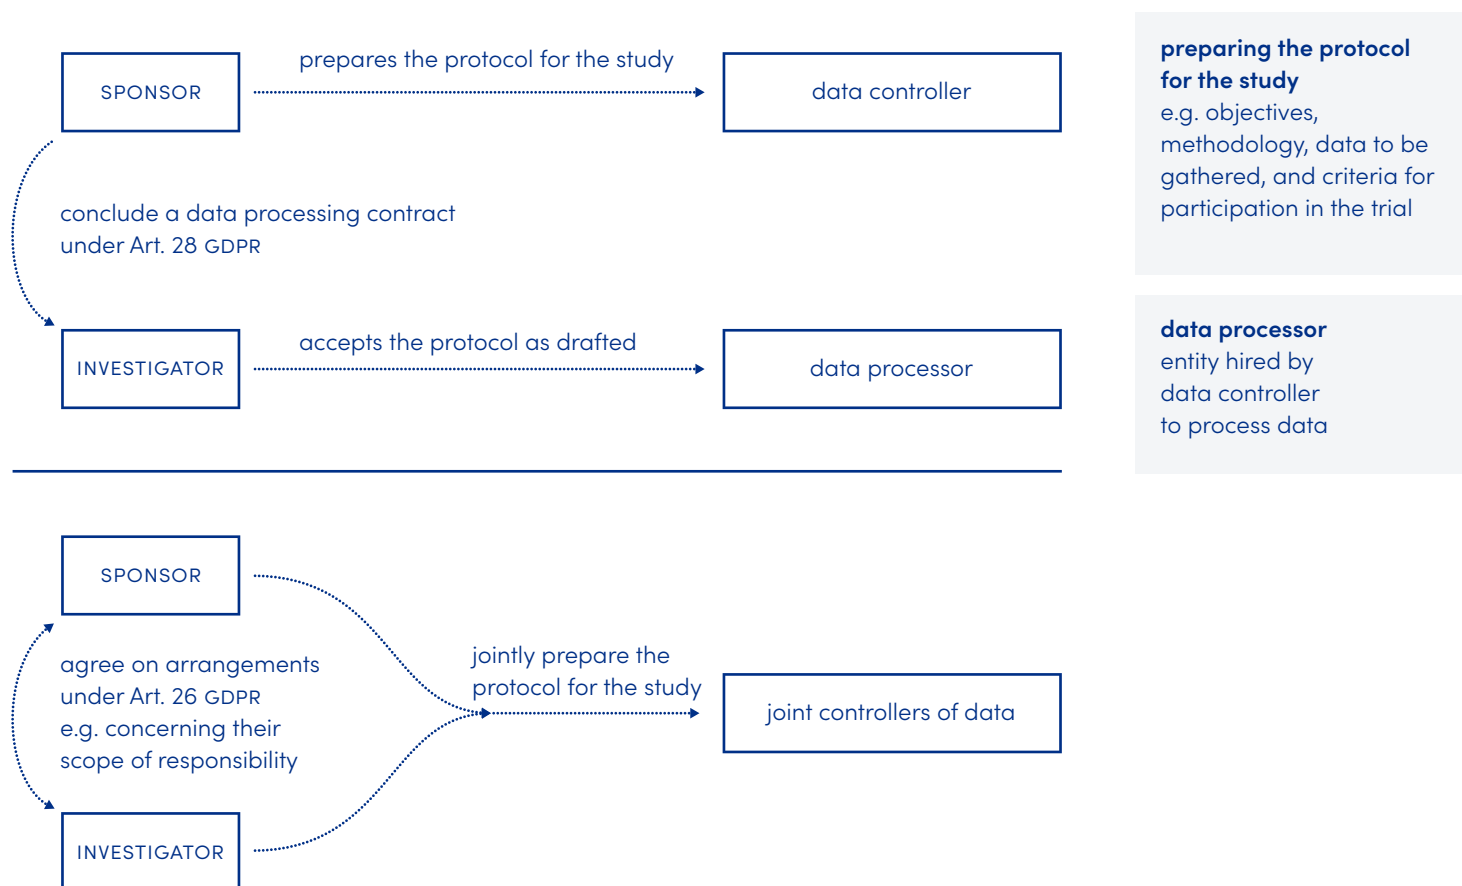 SPONSOR
prepares the protocol for the study
data controller
conclude a data processing contract
under Art. 28 GDPR
INVESTIGATOR
accepts the protocol as drafted
data processor
preparing the protocol
for the study
e.g. objectives,
methodology, data to be
gathered, and criteria for
participation in the trial
data processor
entity hired by
data controller
to process data
SPONSOR
agree on arrangements
under Art. 26 GDPR
e.g. concerning their
scope of responsibility
jointly prepare the
protocol for the study
joint controllers of data
INVESTIGATOR